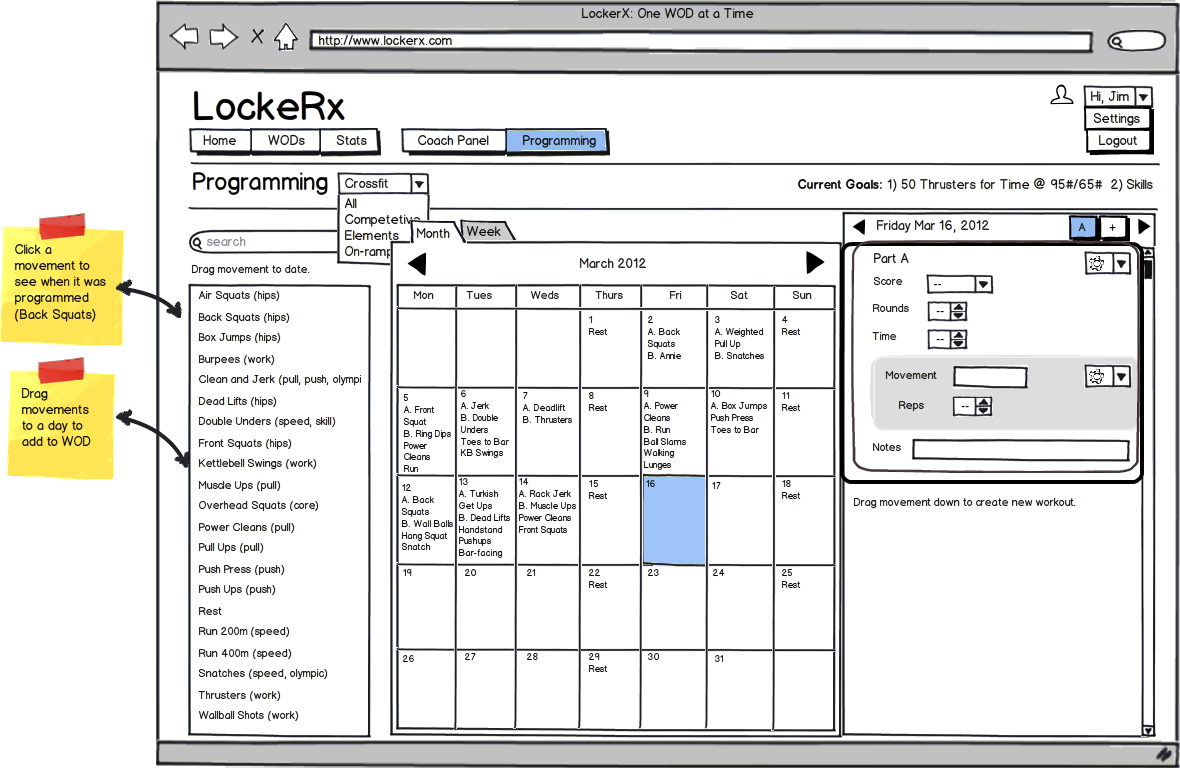 LockerX: One WOD at a Time
http://www.lockerx.com
LockeRx
Hi, Jim
Settings
Logout
Home
WODs
Stats
Coach Panel
Programming
Programming
Crossfit
All
Competetive
Elements
On-ramp
Current Goals: 1) 50 Thrusters for Time @ 95#/65#  2) Skills
Click a
movement to
see when it was
programmed
(Back Squats)
Drag
movements
to a day to
add to WOD
search
Drag movement to date.
Air Squats (hips)
Back Squats (hips)
Box Jumps (hips)
Burpees (work)
Clean and Jerk (pull, push, olympi
Dead Lifts (hips)
Double Unders (speed, skill)
Front Squats (hips)
Kettlebell Swings (work)
Muscle Ups (pull)
Overhead Squats (core)
Power Cleans (pull)
Pull Ups (pull)
Push Press (push)
Push Ups (push)
Rest
Run 200m (speed)
Run 400m (speed)
Snatches (speed, olympic)
Thrusters (work)
Wallball Shots (work)
Month
Week
March 2012
Mon
Tues
Weds
Thurs
Fri
Sat
Sun
1
Rest
2
A. Back
Squats
B. Annie
3
A. Weighted
Pull Up
B. Snatches
4
Rest
5
A. Front
Squat
B. Ring Dips
Power
Cleans
Run
6
A. Jerk
B. Double
Unders
Toes to Bar
KB Swings
7
A. Deadlift
B. Thrusters
8
Rest
9
A. Power
Cleans
B. Run
Ball Slams
Walking
Lunges
10
A. Box Jumps
Push Press
Toes to Bar
11
Rest
12
A. Back
Squats
B. Wall Balls
Hang Squat
Snatch
13
A. Turkish
Get Ups
B. Dead Lifts
Handstand
Pushups
Bar-facing
14
A. Rack Jerk
B. Muscle Ups
Power Cleans
Front Squats
15
Rest
16
17
18
Rest
19
20
21
22
Rest
23
24
25
Rest
26
27
28
29
Rest
30
31
Friday Mar 16, 2012
A
+
Part A
Score
--
Rounds
--
Time
--
Movement
Reps
--
Notes
Drag movement down to create new workout.